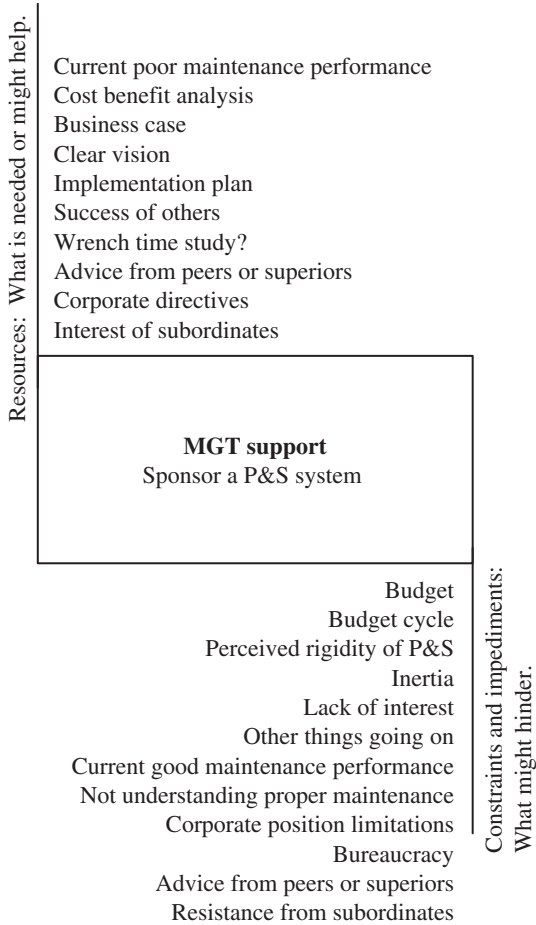 Resources:  What is needed or might help.
Current poor maintenance performance
Cost benefit analysis
Business case
Clear vision
Implementation plan
Success of others
Wrench time study?
Advice from peers or superiors
Corporate directives
Interest of subordinates
MGT support
Sponsor a P&S system
Budget
Budget cycle
Perceived rigidity of P&S
Inertia
Lack of interest
Other things going on
Current good maintenance performance
Not understanding proper maintenance
Corporate position limitations
Bureaucracy
Advice from peers or superiors
Resistance from subordinates
Constraints and impediments:
What might hinder.